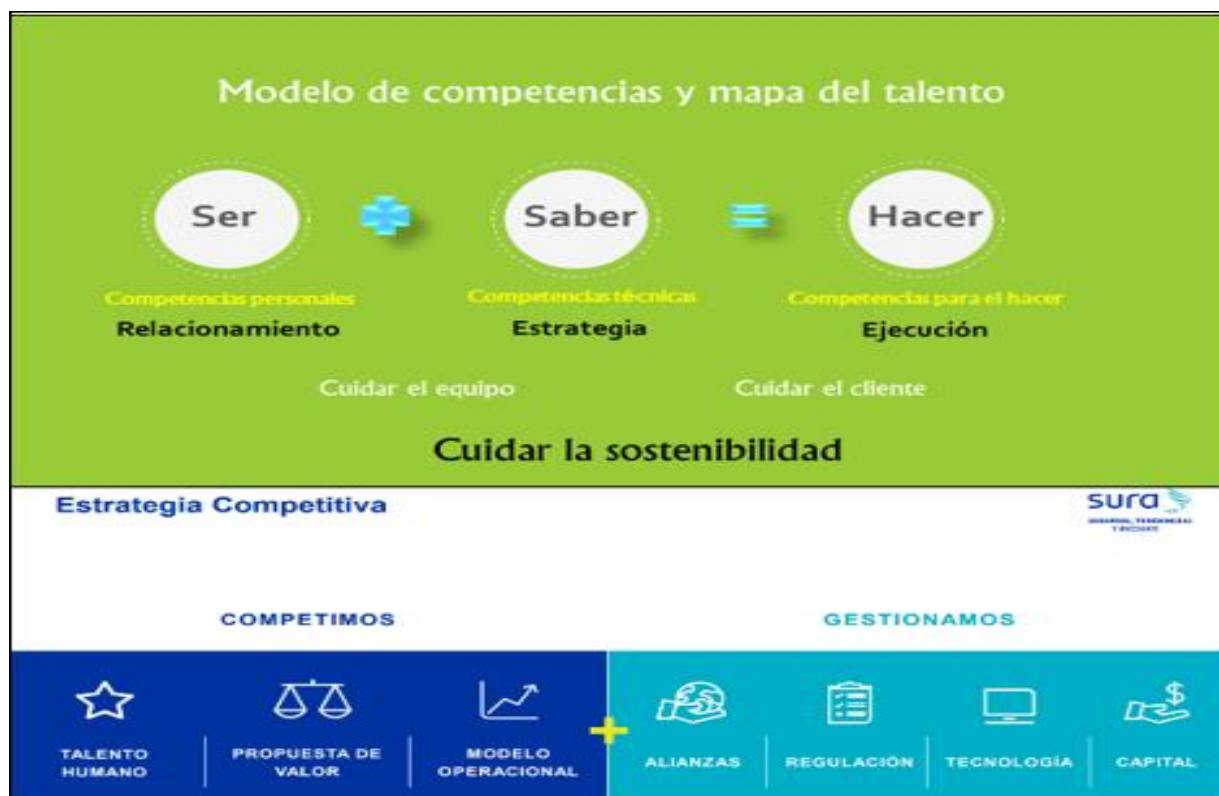 Modelo de competencias y mapa del talento
Ser + Saber = Hacer
Competencias personales Competencias técnicas Competencias para el hacer
Relacionamiento Estrategia Ejecución
Cuidar el equipo Cuidar el cliente
Cuidar la sostenibilidad
Estrategia Competitiva
sura
COMPETIMOS GESTIONAMOS
TALENTO HUMANO
PROPUESTA DE VALOR
MODELO OPERACIONAL
+
ALIANZAS
REGULACIÓN
TECNOLOGÍA
CAPITAL